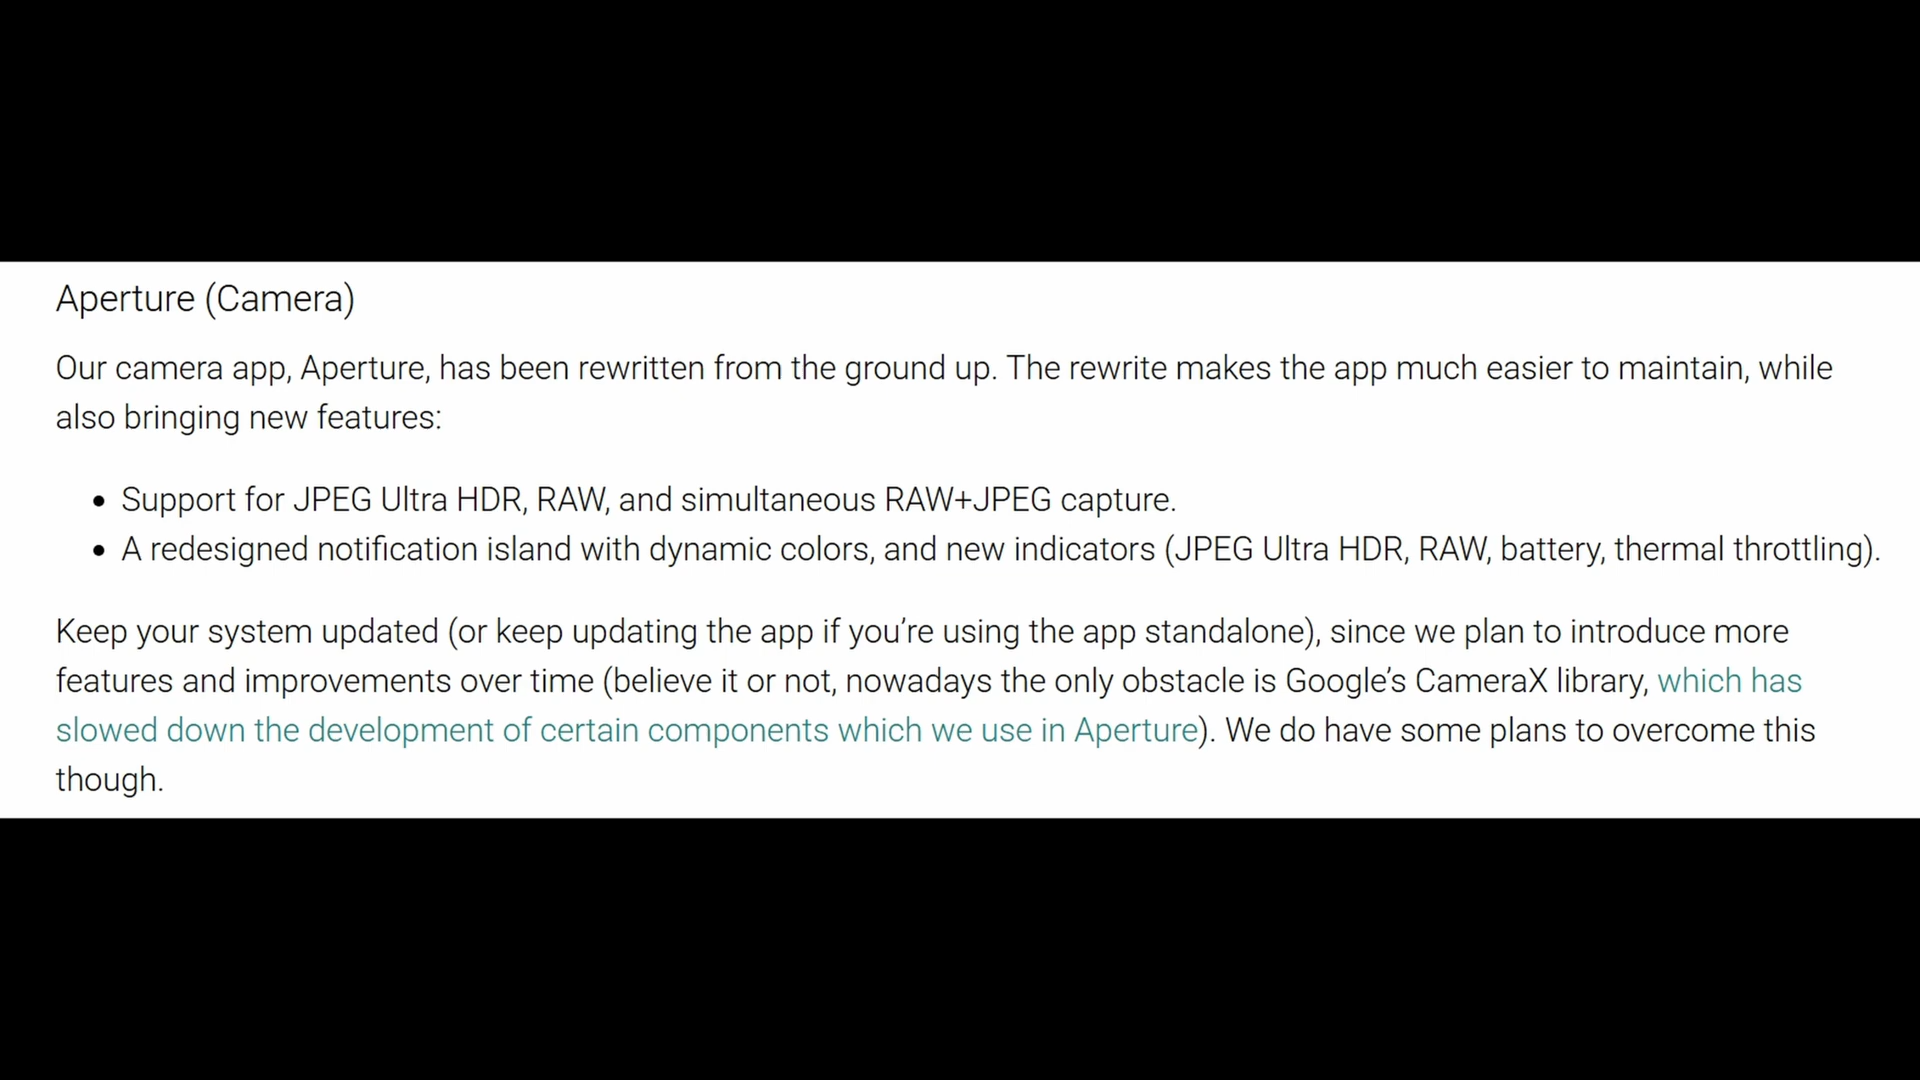 Aperture (Camera)
Our camera app, Aperture, has been rewritten from the ground up. The rewrite makes the app much easier to maintain, while
also bringing new features:
• Support for JPEG Ultra HDR, RAW, and simultaneous RAW+JPEG capture.
• A redesigned notification island with dynamic colors, and new indicators (JPEG Ultra HDR, RAW, battery, thermal throttling).
Keep your system updated (or keep updating the app if you’re using the app standalone), since we plan to introduce more
features and improvements over time (believe it or not, nowadays the only obstacle is Google’s CameraX library, which has
slowed down the development of certain components which we use in Aperture). We do have some plans to overcome this
though.